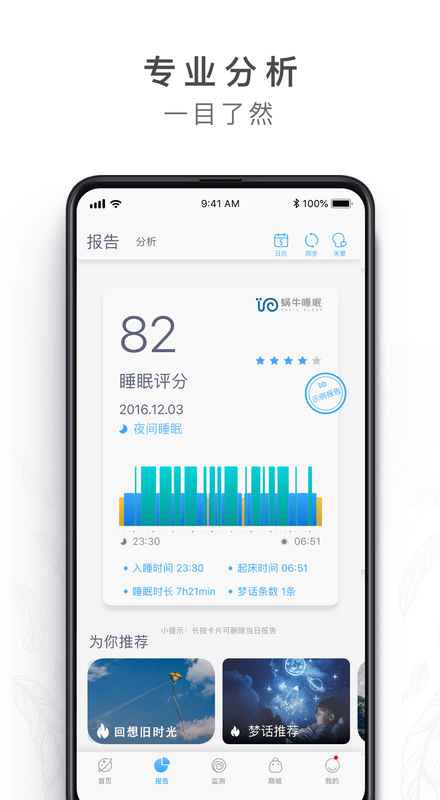 专业分析
一目了然
9:41 AM
100%
报告
分析
5
日历
同步
关爱
82
蜗牛睡眠
SNAIL SLEEP
睡眠评分
示例报告
2016.12.03
夜间睡眠
23:30
06:51
入睡时间 23:30
起床时间 06:51
睡眠时长 7h21min
梦话条数 1条
小提示：长按卡片可删除当日报告
为你推荐
回想旧时光
梦话推荐
首页
报告
监测
商城
我的